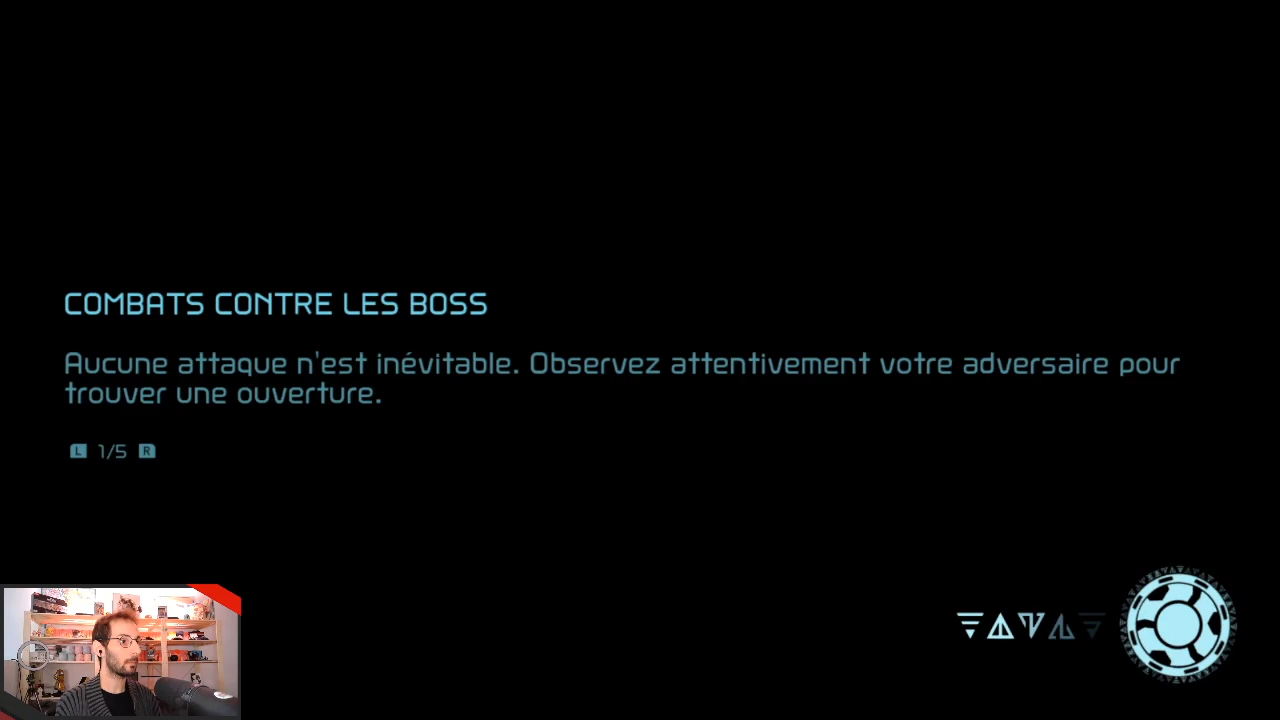 COMBATS CONTRE LES BOSS
Aucune attaque n'est inévitable. Observez attentivement votre adversaire pour
trouver une ouverture.
L 1/5 R